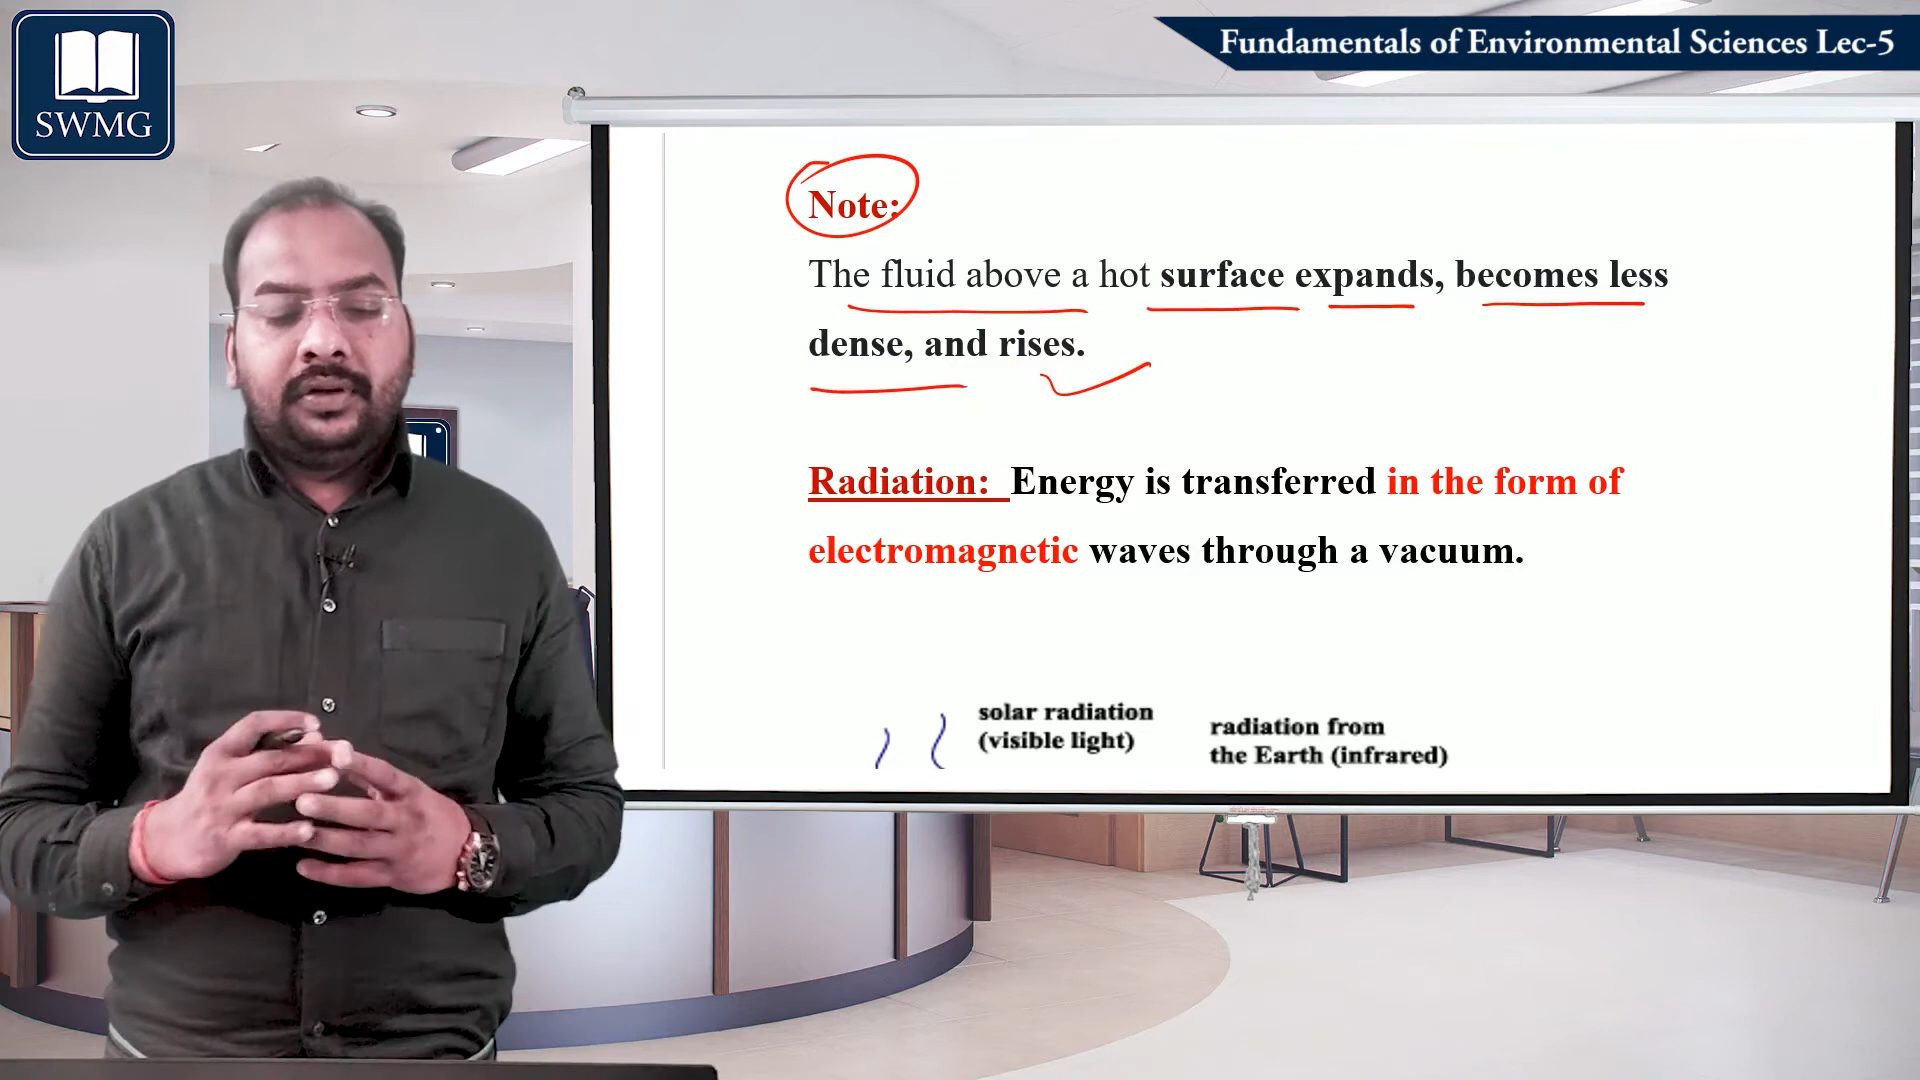 SWMG
Fundamentals of Environmental Sciences Lec-5
Note:
The fluid above a hot surface expands, becomes less
dense, and rises.
Radiation: Energy is transferred in the form of
electromagnetic waves through a vacuum.
solar radiation
(visible light)
radiation from
the Earth (infrared)